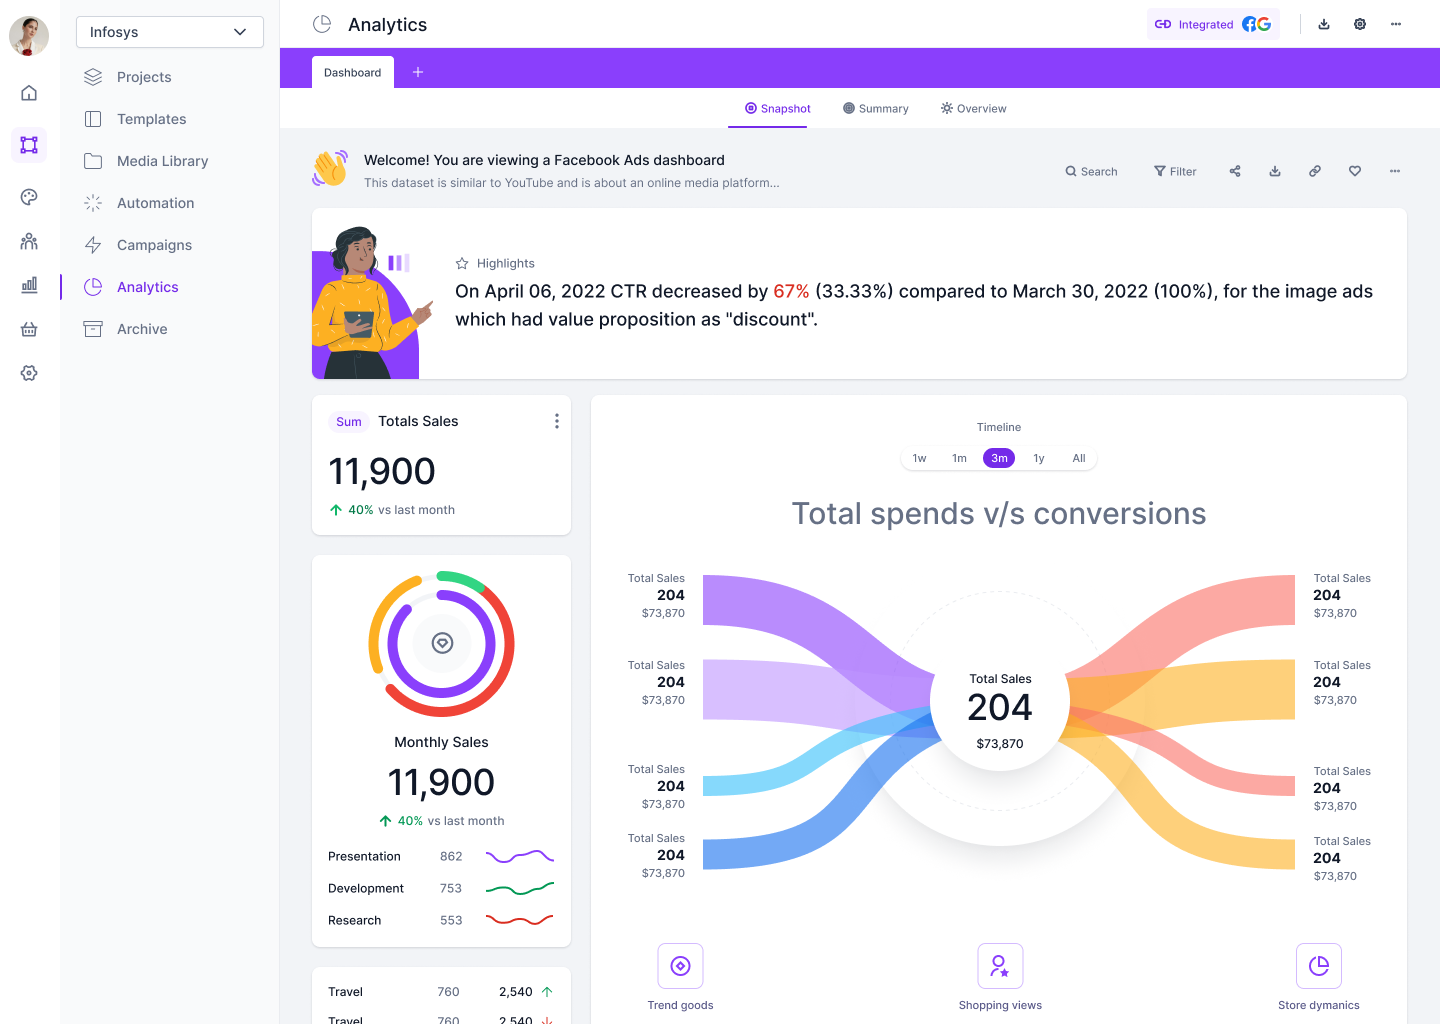 Infosys
Projects
Templates
Media Library
Automation
Campaigns
Analytics
Archive
Analytics
Integrated
Dashboard
Snapshot
Summary
Overview
Welcome! You are viewing a Facebook Ads dashboard
This dataset is similar to YouTube and is about an online media platform...
Search
Filter
Highlights
On April 06, 2022 CTR decreased by 67% (33.33%) compared to March 30, 2022 (100%), for the image ads
which had value proposition as "discount".
Sum Totals Sales
11,900
40% vs last month
Monthly Sales
11,900
40% vs last month
Presentation 862
Development 753
Research 553
Travel 760 2,540
Travel 760 2,540
Timeline
1w 1m 3m 1y All
Total spends v/s conversions
Total Sales
204
$73,870
Total Sales
204
$73,870
Total Sales
204
$73,870
Total Sales
204
$73,870
Total Sales
204
$73,870
Total Sales
204
$73,870
Total Sales
204
$73,870
Total Sales
204
$73,870
Total Sales
204
$73,870
Trend goods
Shopping views
Store dymanics